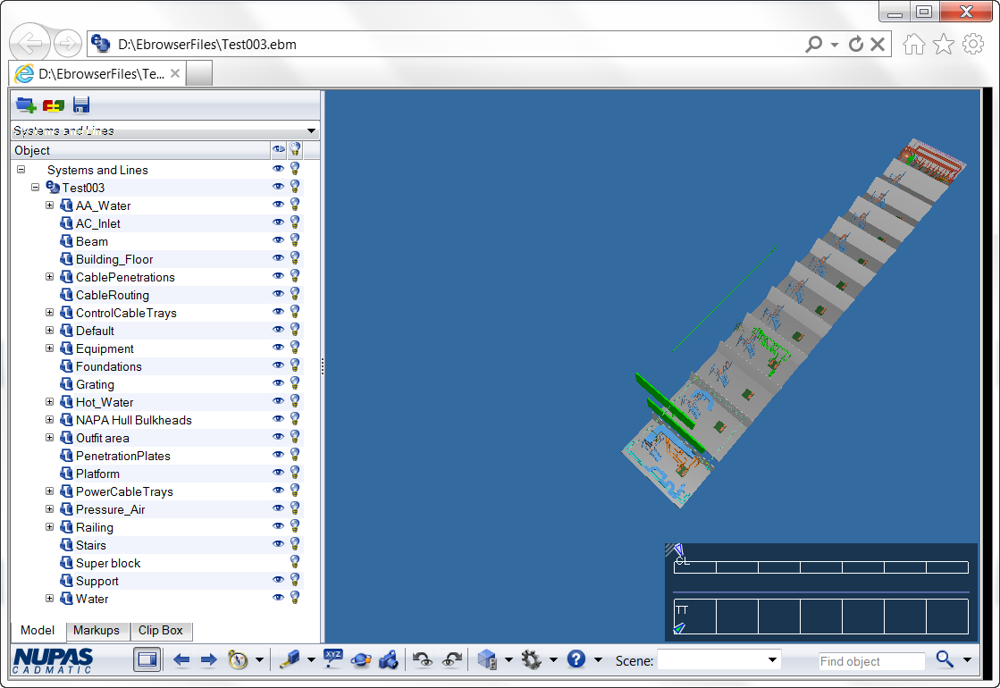 D:\EbrowserFiles\Test003.ebm
D:\EbrowserFiles\Te...
Systems and Lines
Object
Systems and Lines
Test003
AA_Water
AC_Inlet
Beam
Building_Floor
CablePenetrations
CableRouting
ControlCableTrays
Default
Equipment
Foundations
Grating
Hot_Water
NAPA Hull Bulkheads
Outfit area
PenetrationPlates
Platform
PowerCableTrays
Pressure_Air
Railing
Stairs
Super block
Support
Water
CL
TT
Model Markups Clip Box
NUPAS
CADMATIC
XYZ
Scene:
Find object